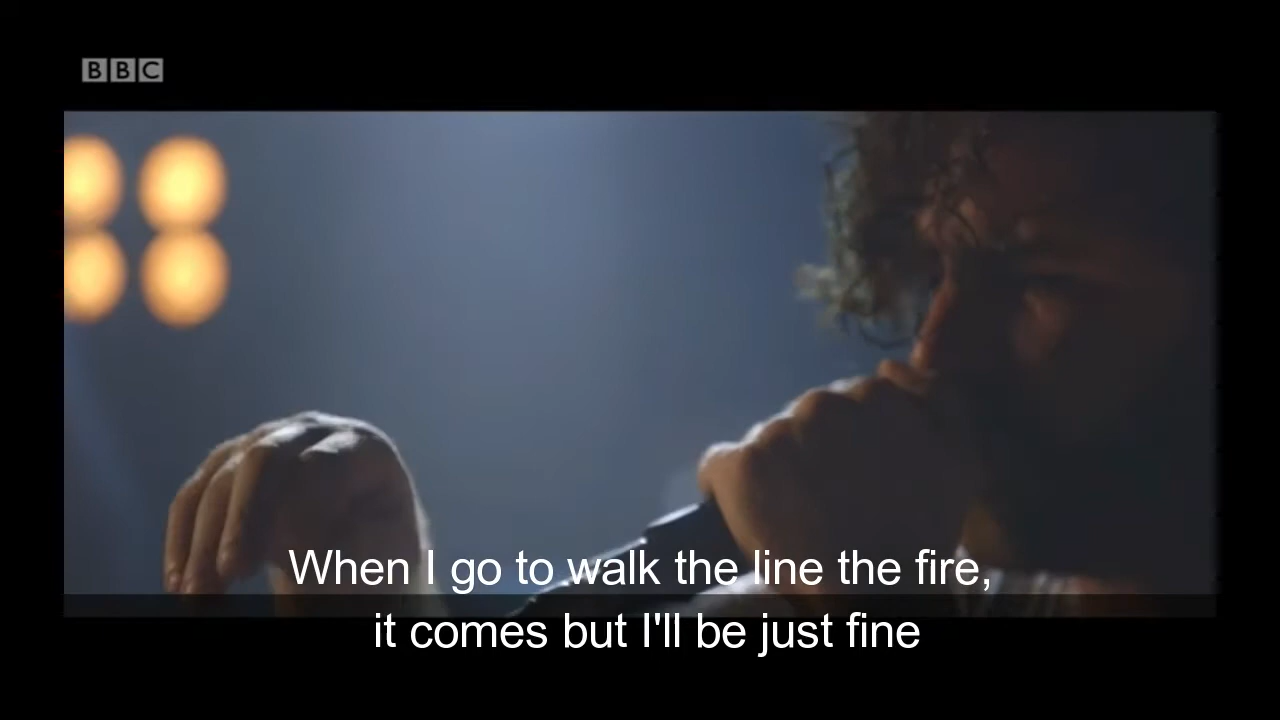 BBC
When I go to walk the line the fire,
it comes but I'll be just fine